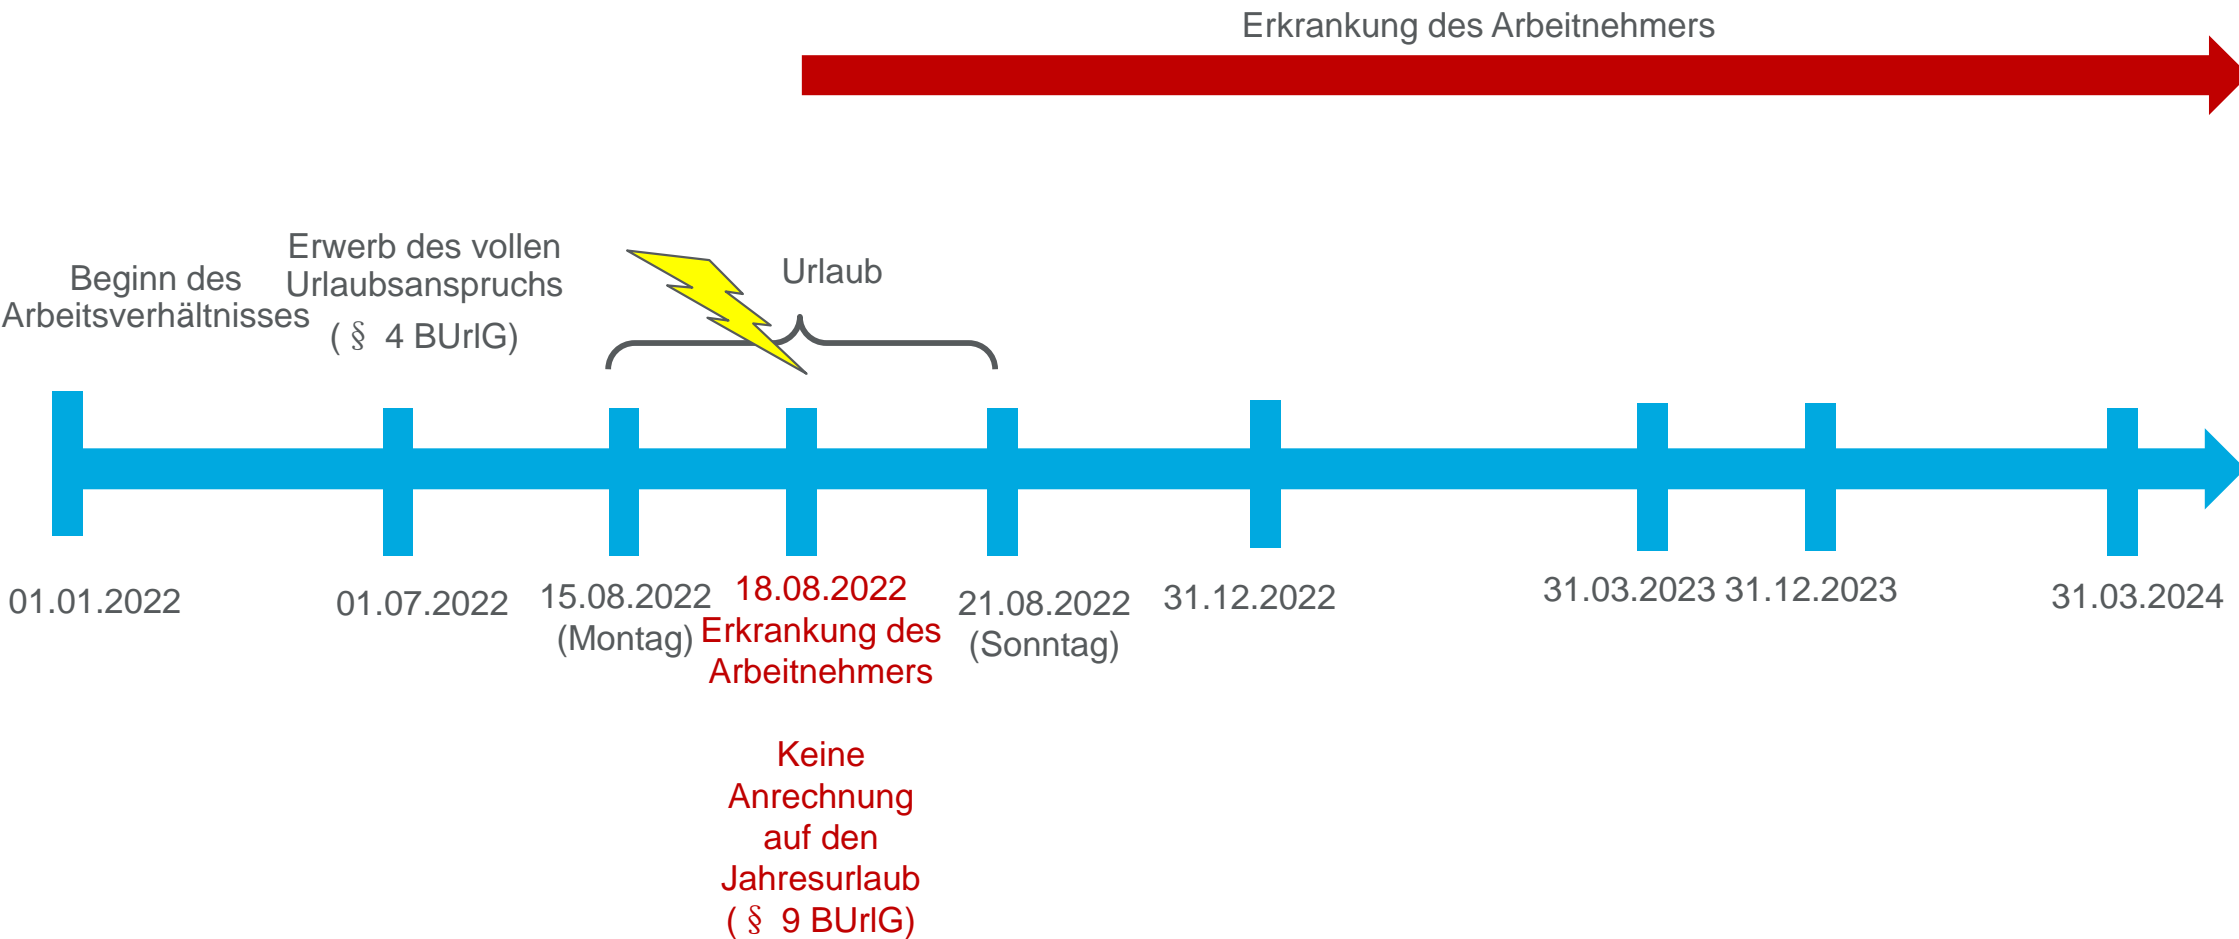 Erkrankung des Arbeitnehmers
Beginn des
Arbeitsverhältnisses
Erwerb des vollen
Urlaubsanspruchs
( § 4 BUrlG)
Urlaub
01.01.2022
01.07.2022
15.08.2022
(Montag)
18.08.2022
Erkrankung des
Arbeitnehmers
Keine
Anrechnung
auf den
Jahresurlaub
( § 9 BUrlG)
21.08.2022
(Sonntag)
31.12.2022
31.03.2023
31.12.2023
31.03.2024